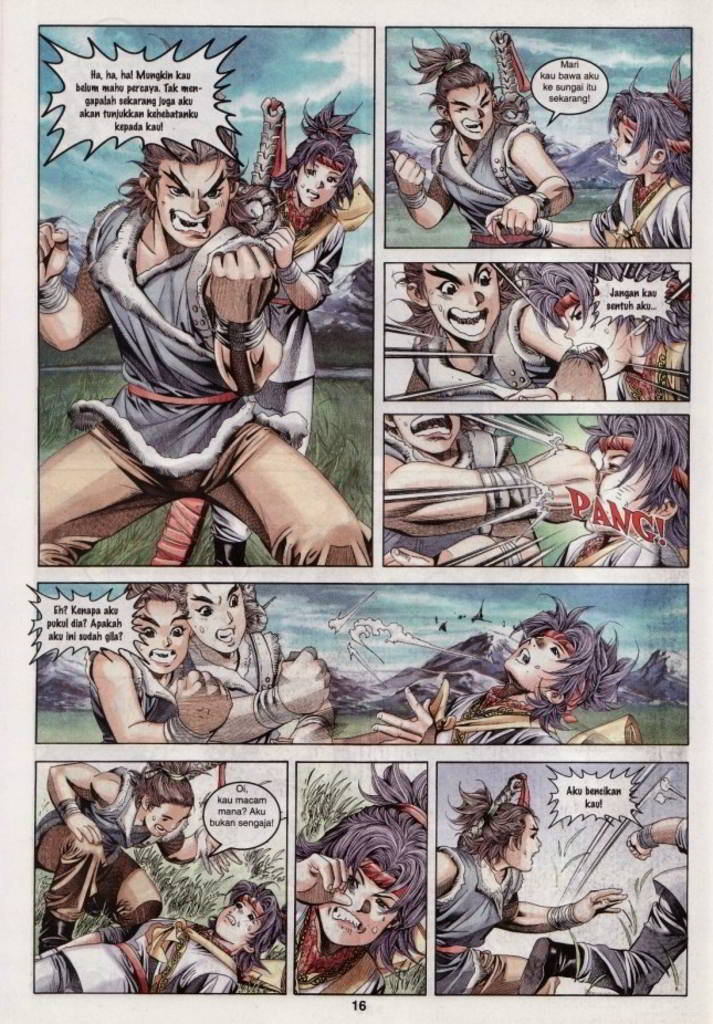 Ha, ha, ha! Mungkin kau
belum mahu percaya. Tak men-
gapalah sekarang juga aku
akan tunjukkan kehebatanku
kepada kau!
Mari
kau bawa aku
ke sungai itu
sekarang!
Jangan kau
sentuh aku...
PANG!
Eh? Kenapa aku
pukul dia? Apakah
aku ini sudah gila?
Oi,
kau macam
mana? Aku
bukan sengaja!
Aku bencikan
kau!
16